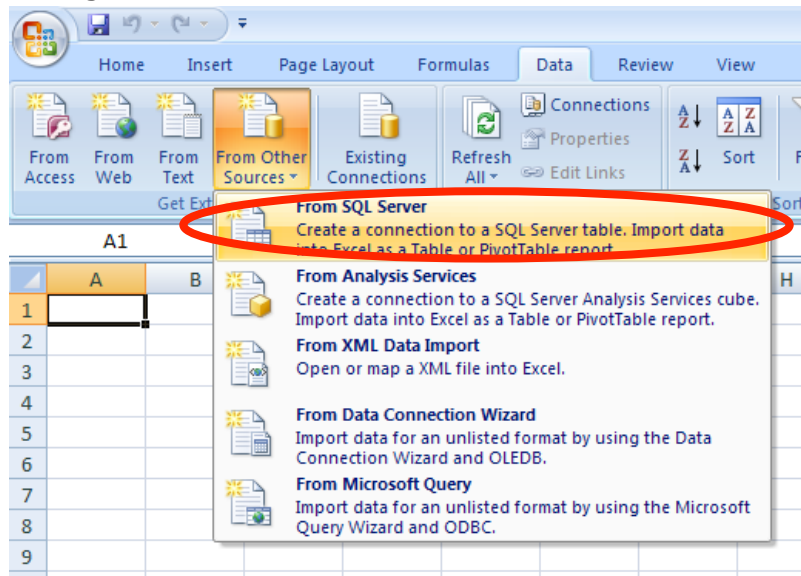 Home Insert Page Layout Formulas Data Review View
From Access
From Web
From Text
From Other Sources
Existing Connections
Refresh All
Connections
Properties
Edit Links
A Z
Z A
A Z
Z A
Sort
Get Ext
Sort
A1
A B H
From SQL Server
Create a connection to a SQL Server table. Import data
into Excel as a Table or PivotTable report.
From Analysis Services
Create a connection to a SQL Server Analysis Services cube.
Import data into Excel as a Table or PivotTable report.
From XML Data Import
Open or map a XML file into Excel.
From Data Connection Wizard
Import data for an unlisted format by using the Data
Connection Wizard and OLEDB.
From Microsoft Query
Import data for an unlisted format by using the Microsoft
Query Wizard and ODBC.
1
2
3
4
5
6
7
8
9